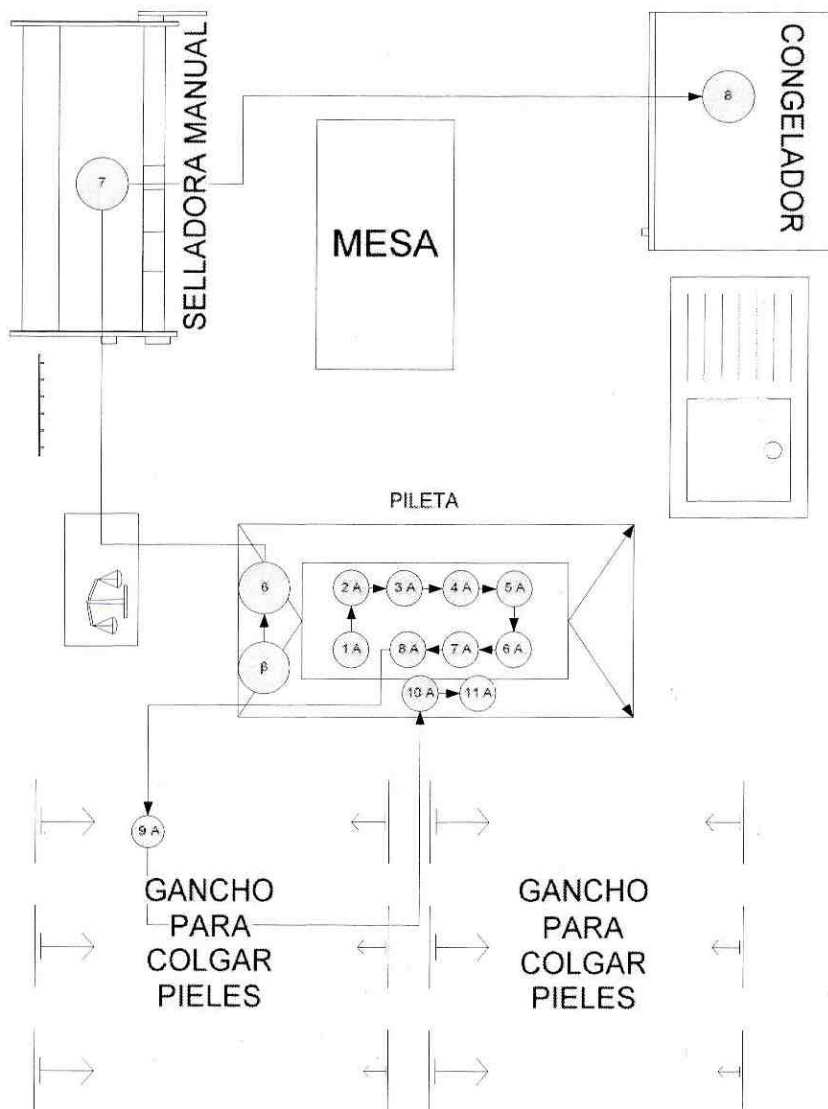 SELLADORA MANUAL
7
8
CONGELADOR
MESA
PILETA
6
β
2 A
3 A
4 A
5 A
1 A
8 A
7 A
6 A
10 A
11 A
9 A
GANCHO
PARA
COLGAR
PIELES
GANCHO
PARA
COLGAR
PIELES